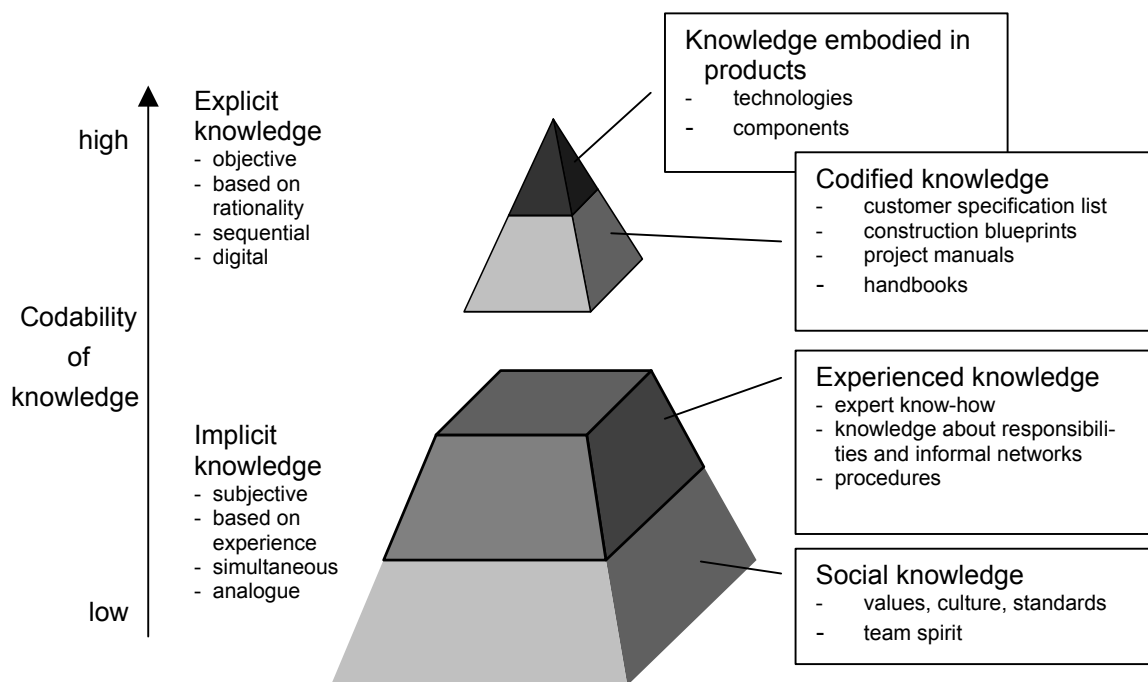 high
Codability
of
knowledge
low
Explicit
knowledge
- objective
- based on
rationality
- sequential
- digital
Implicit
knowledge
- subjective
- based on
experience
- simultaneous
- analogue
Knowledge embodied in
products
- technologies
- components
Codified knowledge
- customer specification list
- construction blueprints
- project manuals
- handbooks
Experienced knowledge
- expert know-how
- knowledge about responsibili-
ties and informal networks
- procedures
Social knowledge
- values, culture, standards
- team spirit